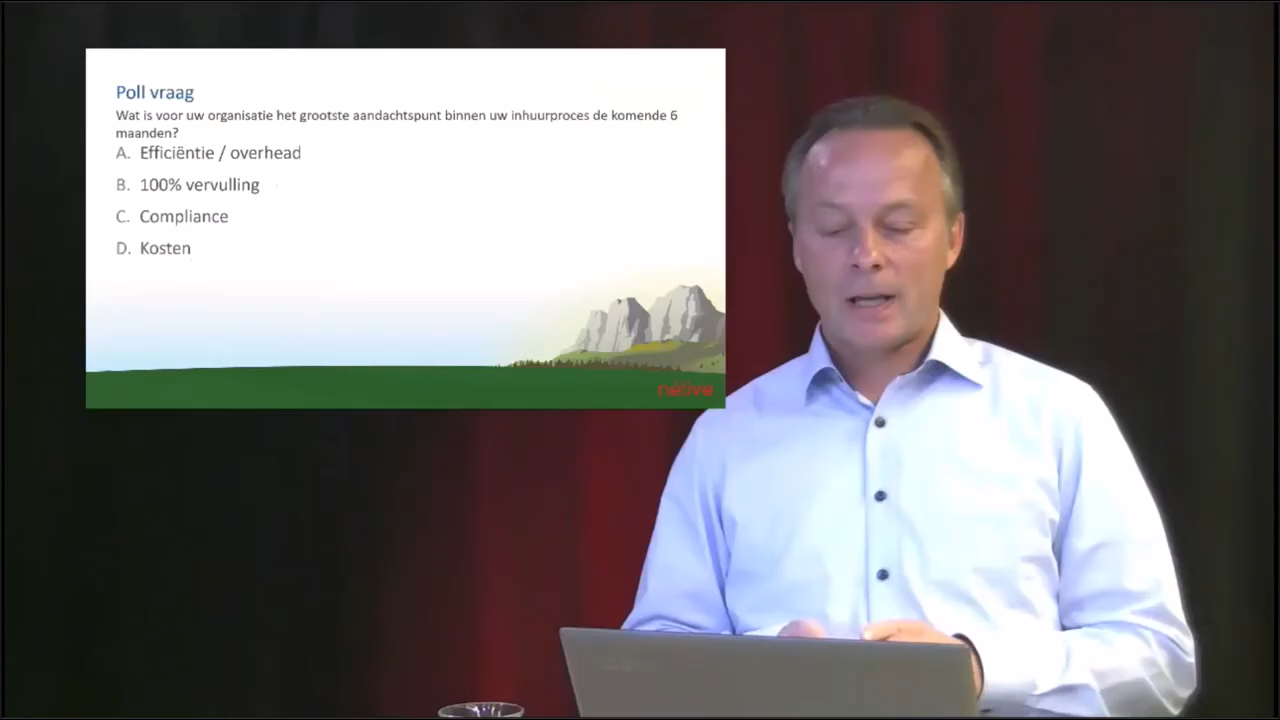 Poll vraag
Wat is voor uw organisatie het grootste aandachtspunt binnen uw inhuurproces de komende 6
maanden?
A. Efficiëntie / overhead
B. 100% vervulling
C. Compliance
D. Kosten
nétive